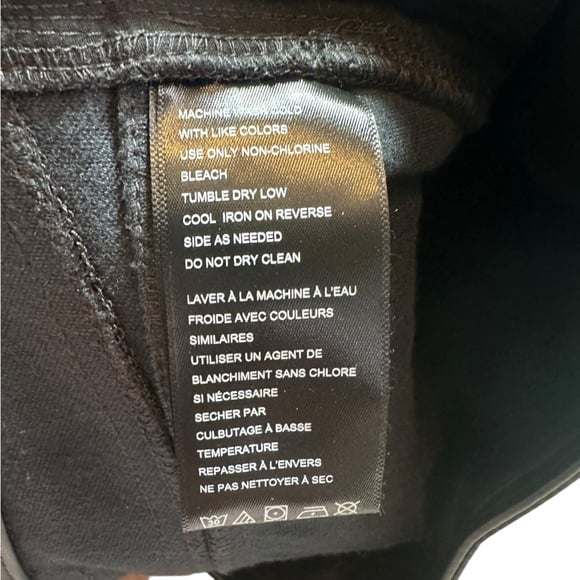 MACHINE WASH COLD
WITH LIKE COLORS
USE ONLY NON-CHLORINE
BLEACH
TUMBLE DRY LOW
COOL IRON ON REVERSE
SIDE AS NEEDED
DO NOT DRY CLEAN
LAVER À LA MACHINE À L'EAU
FROIDE AVEC COULEURS
SIMILAIRES
UTILISER UN AGENT DE
BLANCHIMENT SANS CHLORE
SI NÉCESSAIRE
SECHER PAR
CULBUTAGE À BASSE
TEMPERATURE
REPASSER À L'ENVERS
NE PAS NETTOYER À SEC
30